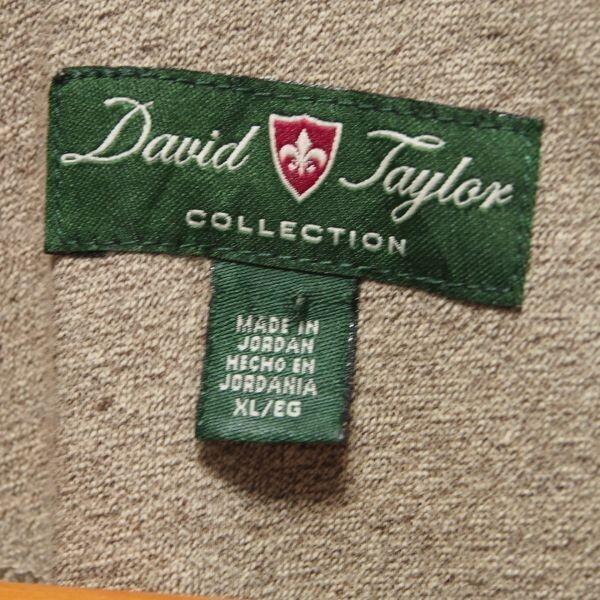 David Taylor
COLLECTION
MADE IN
JORDAN
HECHO EN
JORDANIA
XL/EG